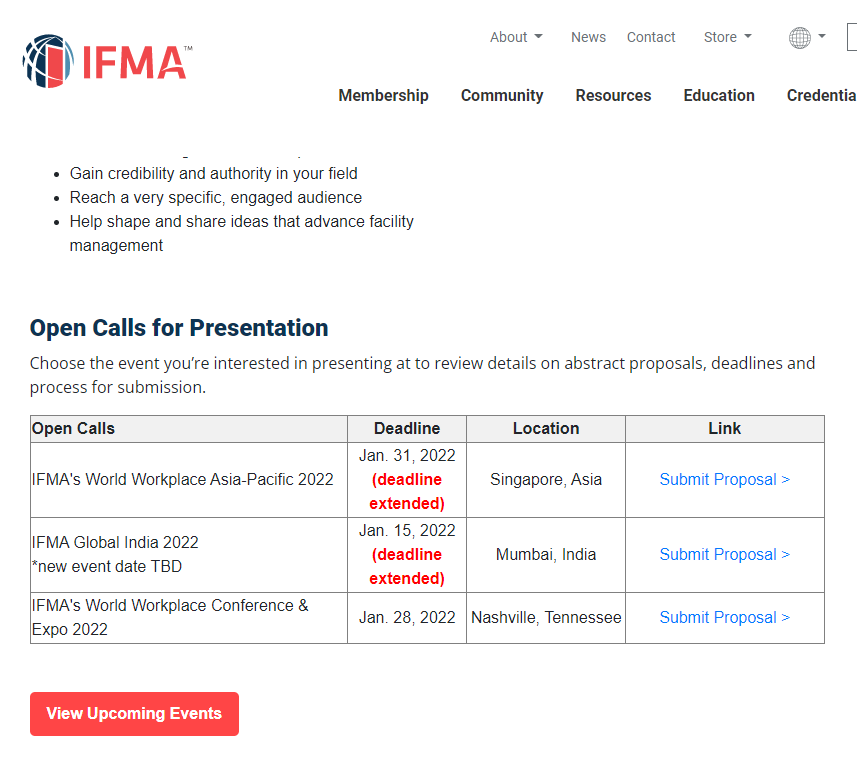 About
News
Contact
Store
IFMA™
Membership
Community
Resources
Education
Credentia
Gain credibility and authority in your field
Reach a very specific, engaged audience
Help shape and share ideas that advance facility
management
Open Calls for Presentation
Choose the event you’re interested in presenting at to review details on abstract proposals, deadlines and
process for submission.
Open Calls Deadline Location Link
IFMA's World Workplace Asia-Pacific 2022
Jan. 31, 2022
(deadline
extended)
Singapore, Asia
Submit Proposal >
IFMA Global India 2022
*new event date TBD
Jan. 15, 2022
(deadline
extended)
Mumbai, India
Submit Proposal >
IFMA's World Workplace Conference &
Expo 2022
Jan. 28, 2022
Nashville, Tennessee
Submit Proposal >
View Upcoming Events